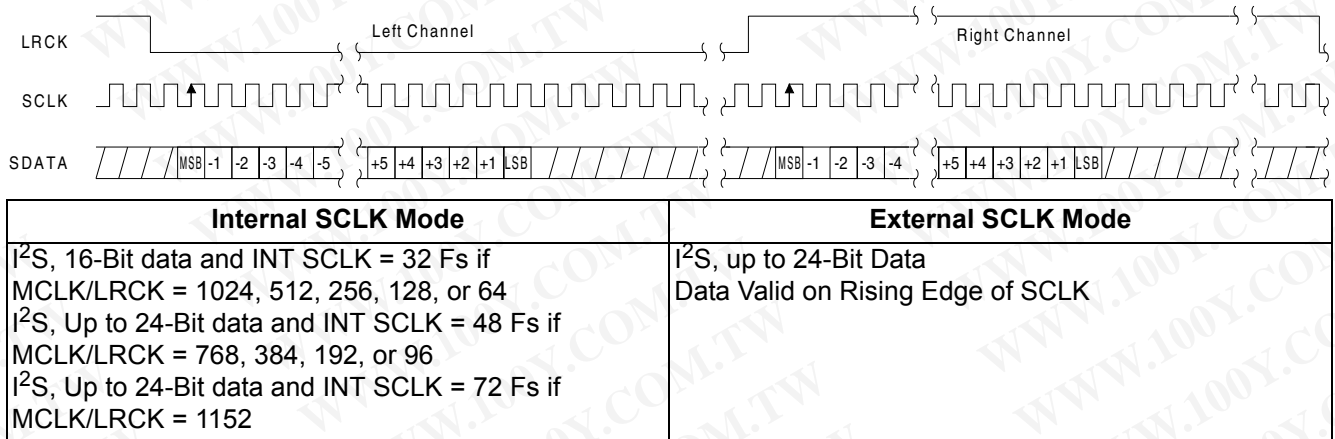 LRCK Left Channel Right Channel
SCLK
SDATA MSB -1 -2 -3 -4 -5 +5 +4 +3 +2 +1 LSB MSB -1 -2 -3 -4 +5 +4 +3 +2 +1 LSB
Internal SCLK Mode External SCLK Mode
I²S, 16-Bit data and INT SCLK = 32 Fs if
MCLK/LRCK = 1024, 512, 256, 128, or 64
I²S, Up to 24-Bit data and INT SCLK = 48 Fs if
MCLK/LRCK = 768, 384, 192, or 96
I²S, Up to 24-Bit data and INT SCLK = 72 Fs if
MCLK/LRCK = 1152
I²S, up to 24-Bit Data
Data Valid on Rising Edge of SCLK
WWW.100Y.COM.TW